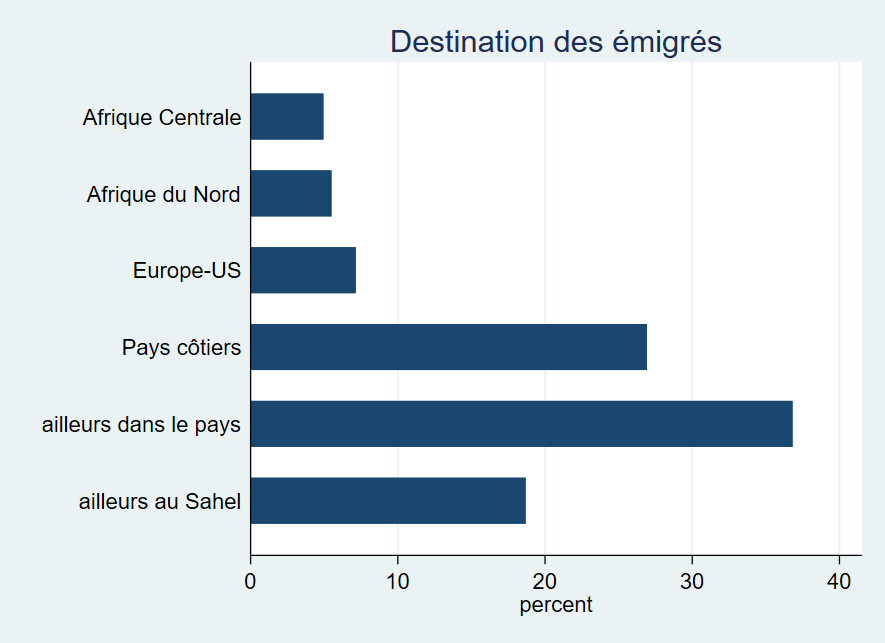 Destination des émigrés
Afrique Centrale
Afrique du Nord
Europe-US
Pays côtiers
ailleurs dans le pays
ailleurs au Sahel
0 10 20 30 40
percent